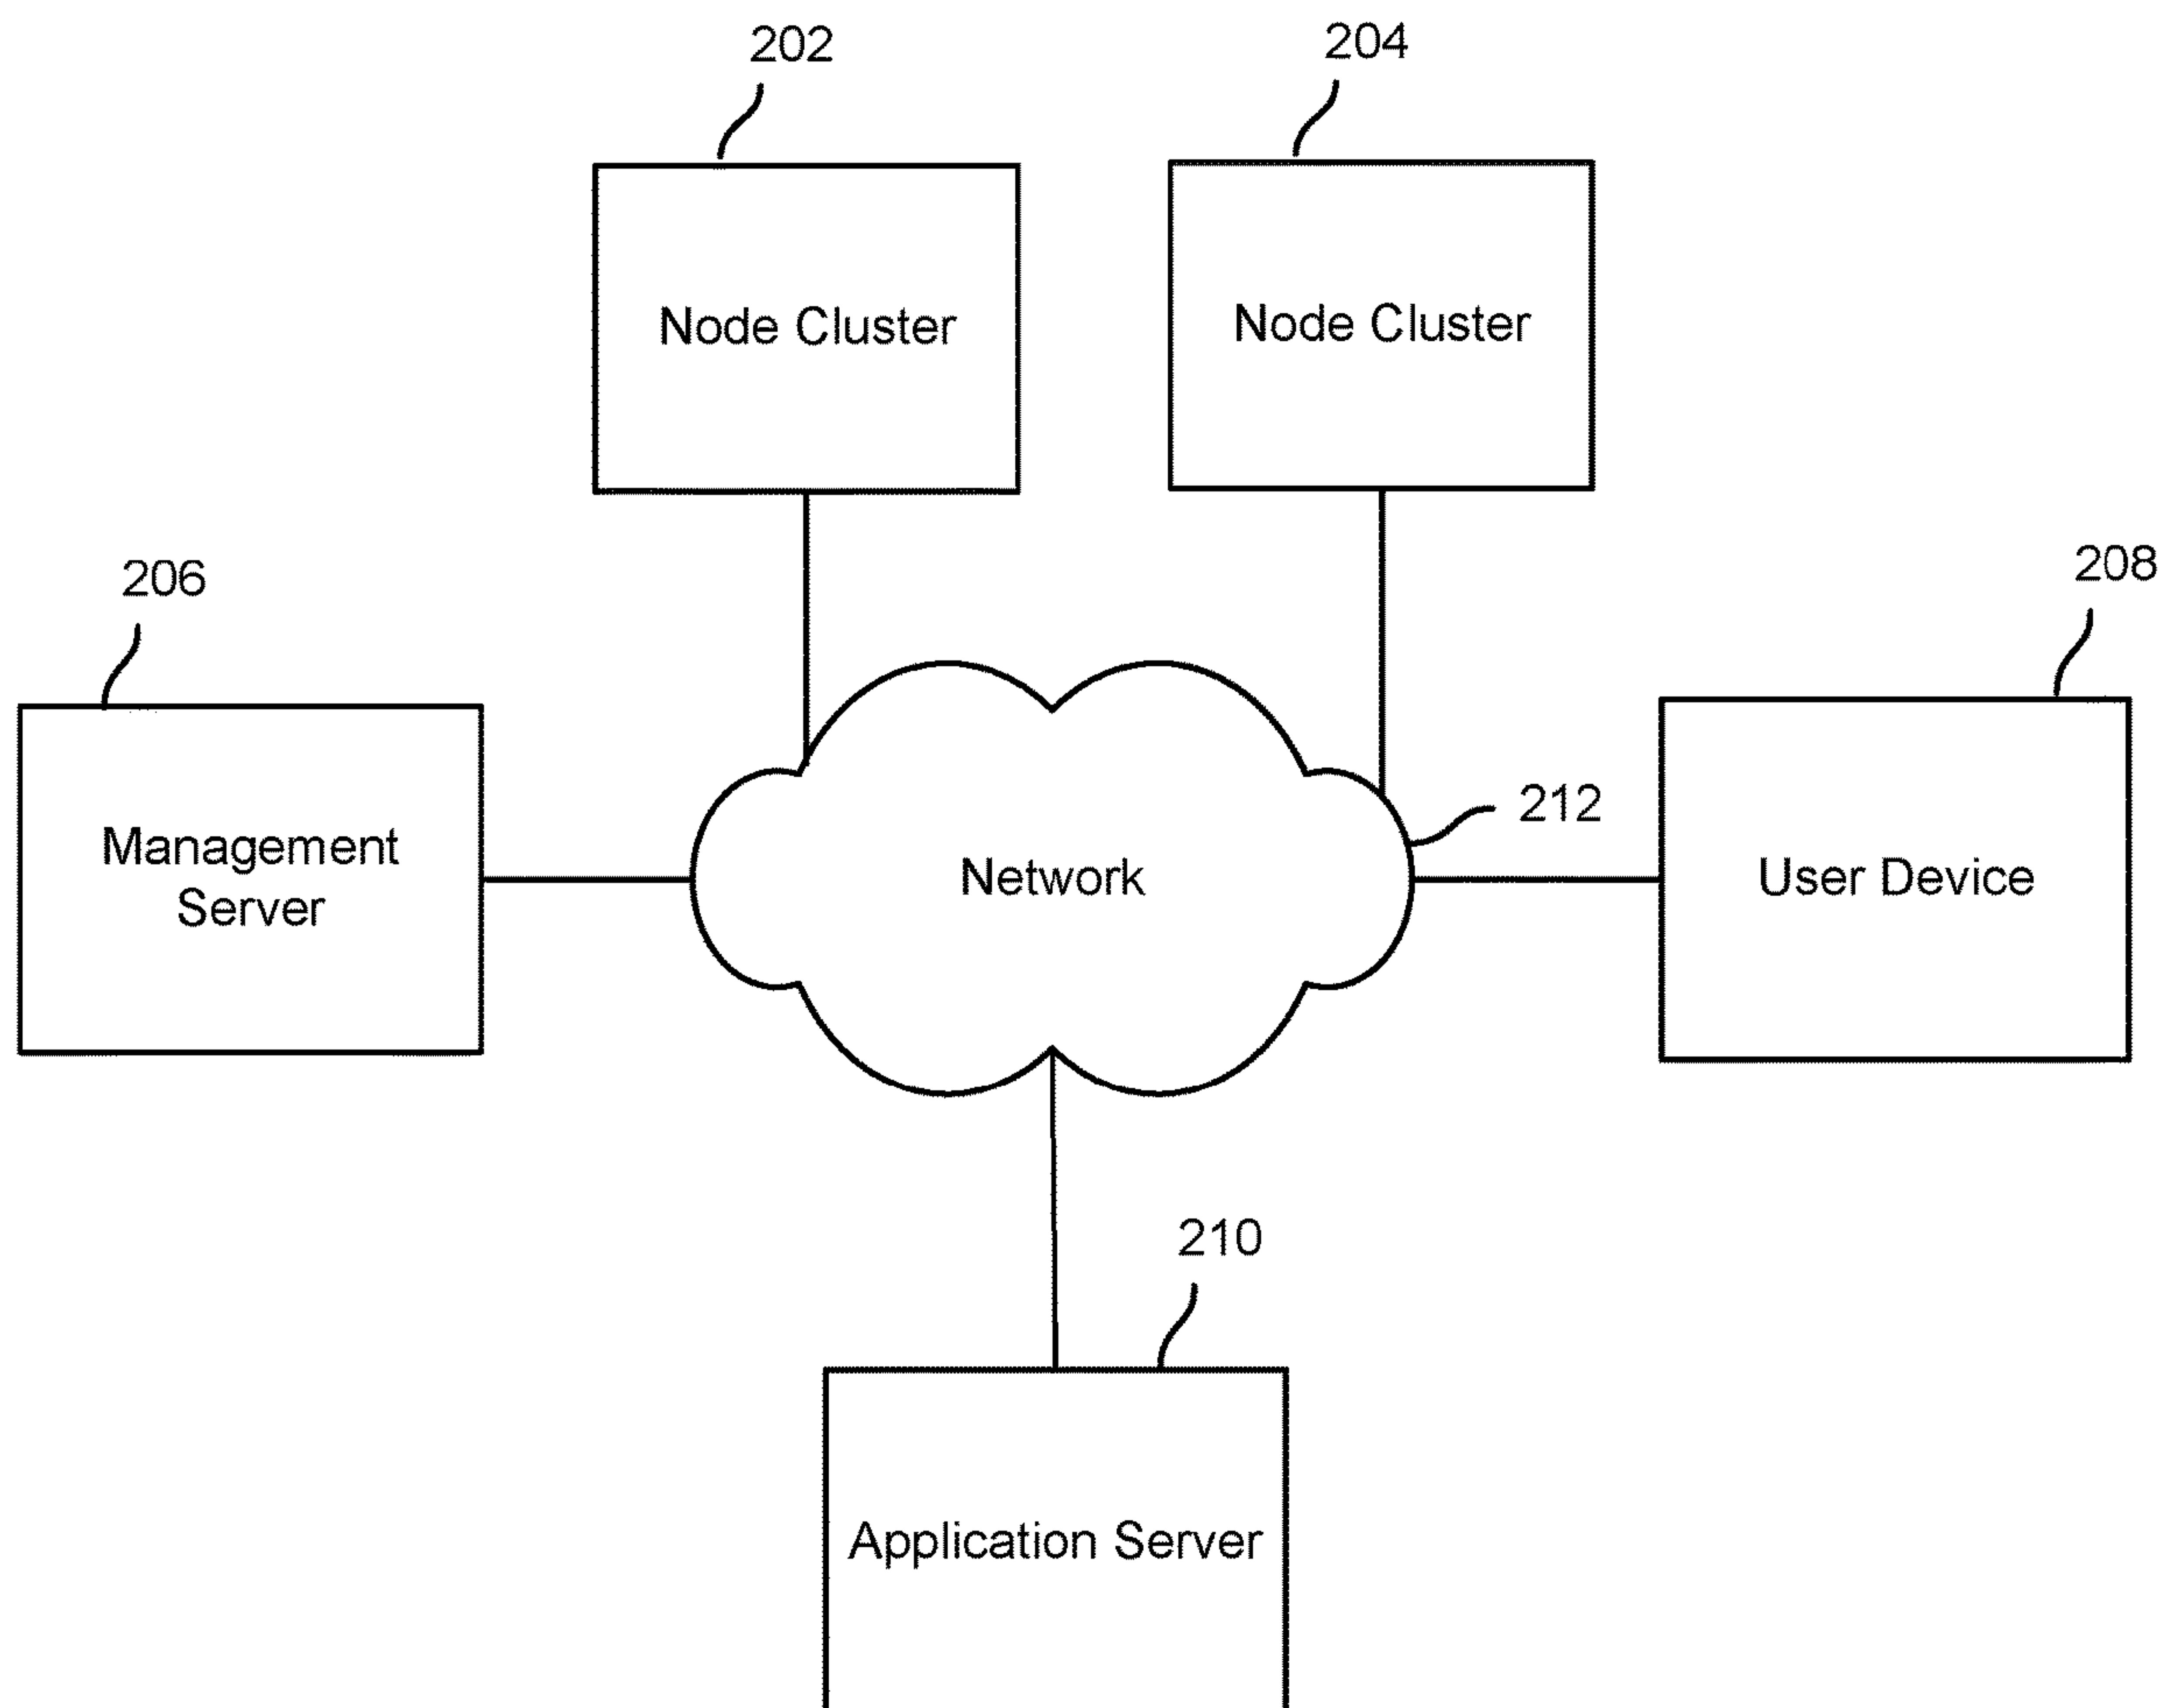 202
204
Node Cluster
Node Cluster
206
208
212
Management
Server
Network
User Device
210
Application Server